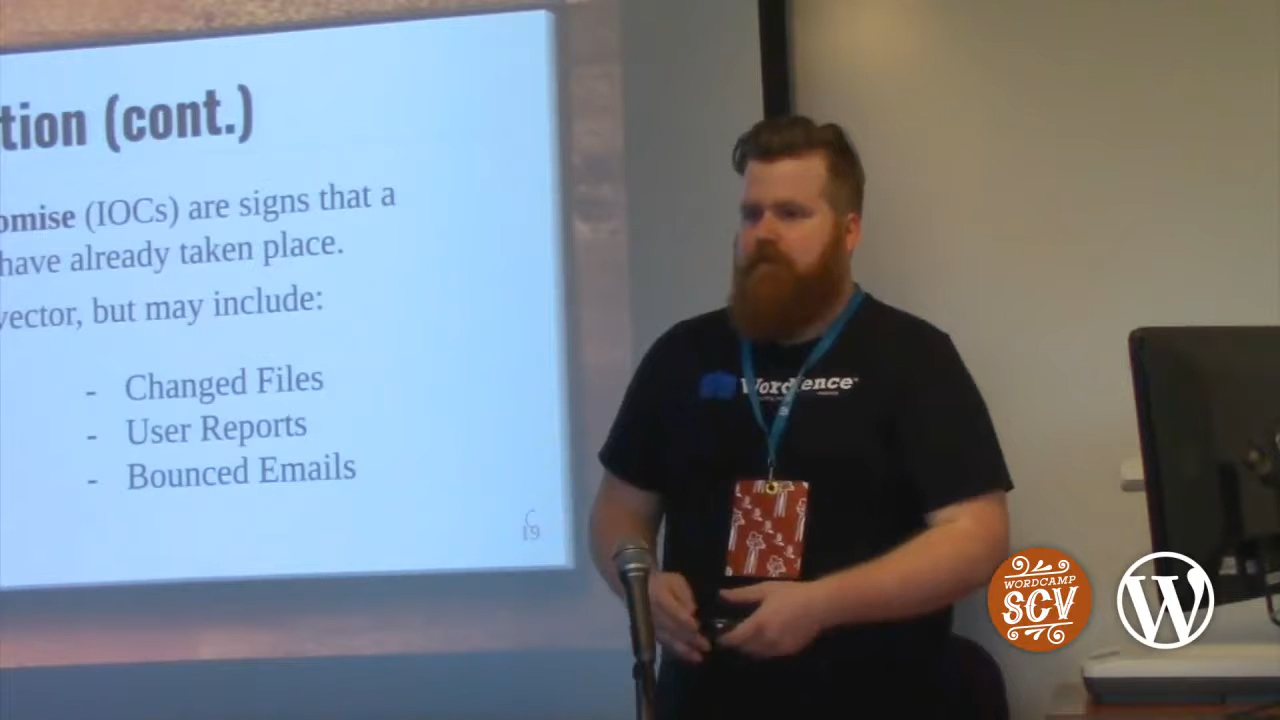 tion (cont.)
omise (IOCs) are signs that a
have already taken place.
vector, but may include:
- Changed Files
- User Reports
- Bounced Emails
19
Wordfence™
WORDCAMP
SCV
W